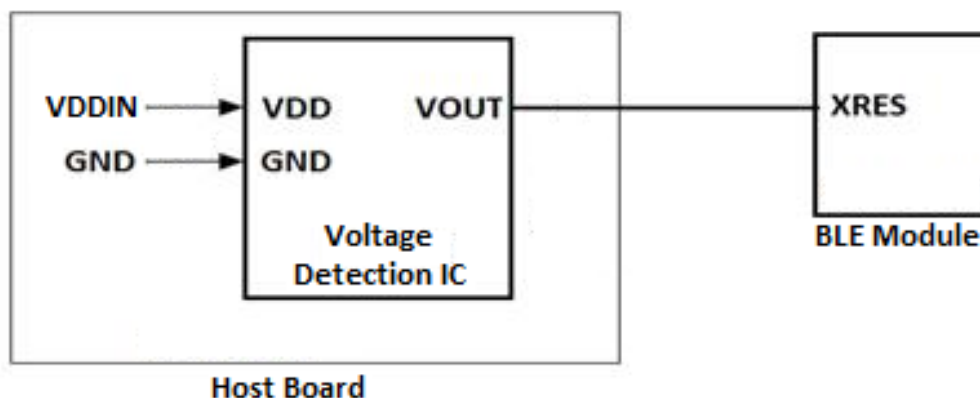 VDDIN
VDD
VOUT
XRES
GND
GND
Voltage
Detection IC
BLE Module
Host Board